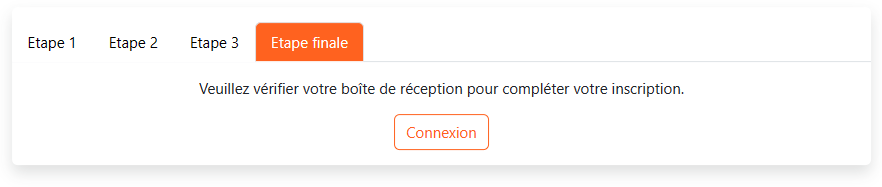 Etape 1 Etape 2 Etape 3 Etape finale
Veuillez vérifier votre boîte de réception pour compléter votre inscription.
Connexion